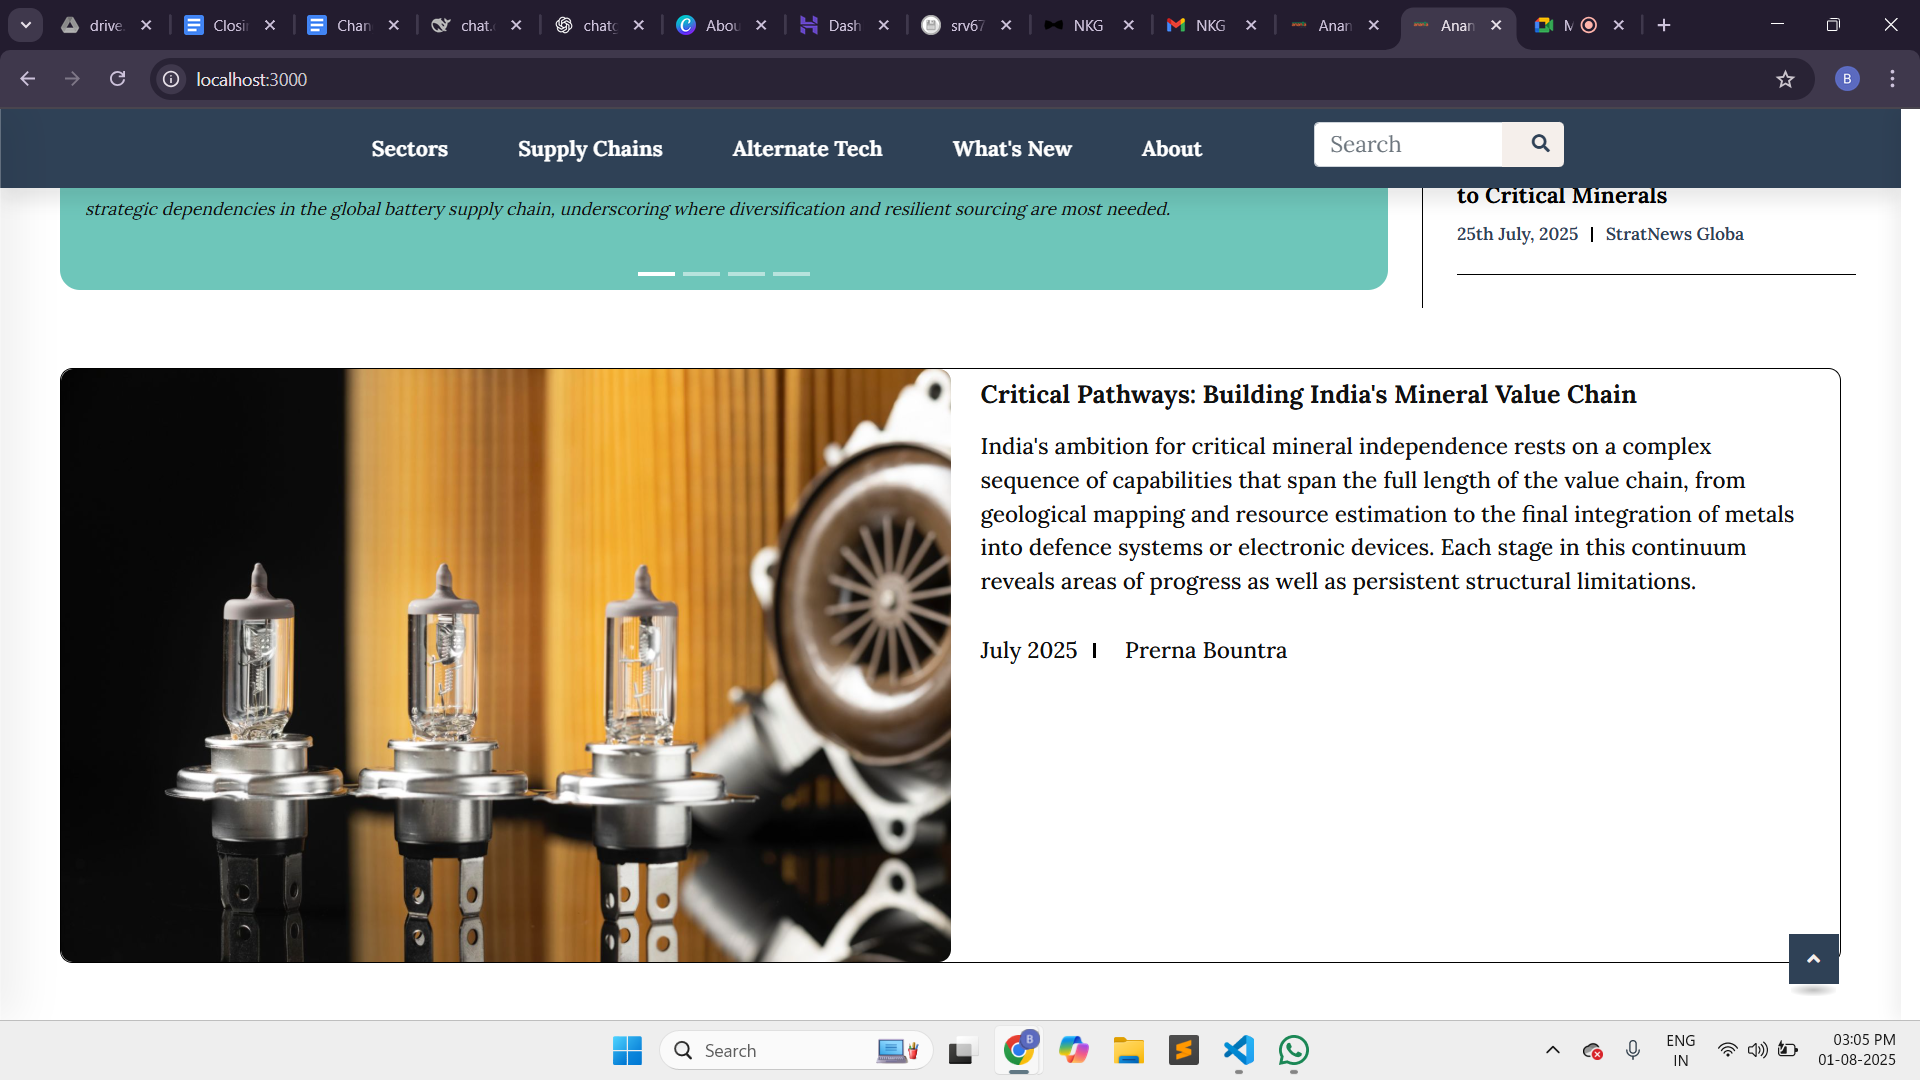 drive.
Closi
Chan
chat.
chatg
Abou
Dash
srv67
NKG
NKG
Anan
Anan
M
localhost:3000
B
Sectors
Supply Chains
Alternate Tech
What's New
About
Search
strategic dependencies in the global battery supply chain, underscoring where diversification and resilient sourcing are most needed.
to Critical Minerals
25th July, 2025 | StratNews Globa
Critical Pathways: Building India's Mineral Value Chain
India's ambition for critical mineral independence rests on a complex
sequence of capabilities that span the full length of the value chain, from
geological mapping and resource estimation to the final integration of metals
into defence systems or electronic devices. Each stage in this continuum
reveals areas of progress as well as persistent structural limitations.
July 2025 | Prerna Bountra
Search
B
ENG
IN
03:05 PM
01-08-2025